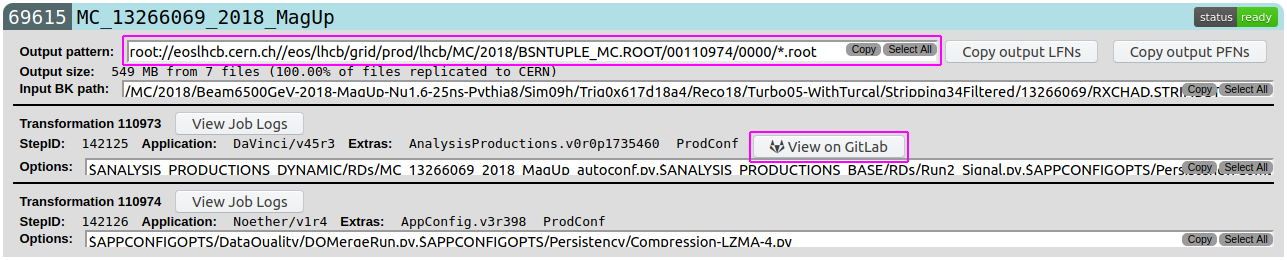 69615 MC_13266069_2018_MagUp status ready
Output pattern: root://eoslhcb.cern.ch//eos/lhcb/grid/prod/lhcb/MC/2018/BSNTUPLE_MC.ROOT/00110974/0000/*.root Copy Select All Copy output LFNs Copy output PFNs
Output size: 549 MB from 7 files (100.00% of files replicated to CERN)
Input BK path: /MC/2018/Beam6500GeV-2018-MagUp-Nu1.6-25ns-Pythia8/Sim09h/Trig0x617d18a4/Reco18/Turbo05-WithTurcal/Stripping34Filtered/13266069/RXCHAD.STRIP.DST Copy Select All
Transformation 110973 View Job Logs
StepID: 142125 Application: DaVinci/v45r3 Extras: AnalysisProductions.v0r0p1735460 ProdConf View on GitLab
Options: $ANALYSIS_PRODUCTIONS_DYNAMIC/RDs/MC_13266069_2018_MagUp_autoconf.py,$ANALYSIS_PRODUCTIONS_BASE/RDs/Run2_Signal.py,$APPCONFIGOPTS/Persistency Copy Select All
Transformation 110974 View Job Logs
StepID: 142126 Application: Noether/v1r4 Extras: AppConfig.v3r398 ProdConf
Options: $APPCONFIGOPTS/DataQuality/DQMergeRun.py,$APPCONFIGOPTS/Persistency/Compression-LZMA-4.py Copy Select All